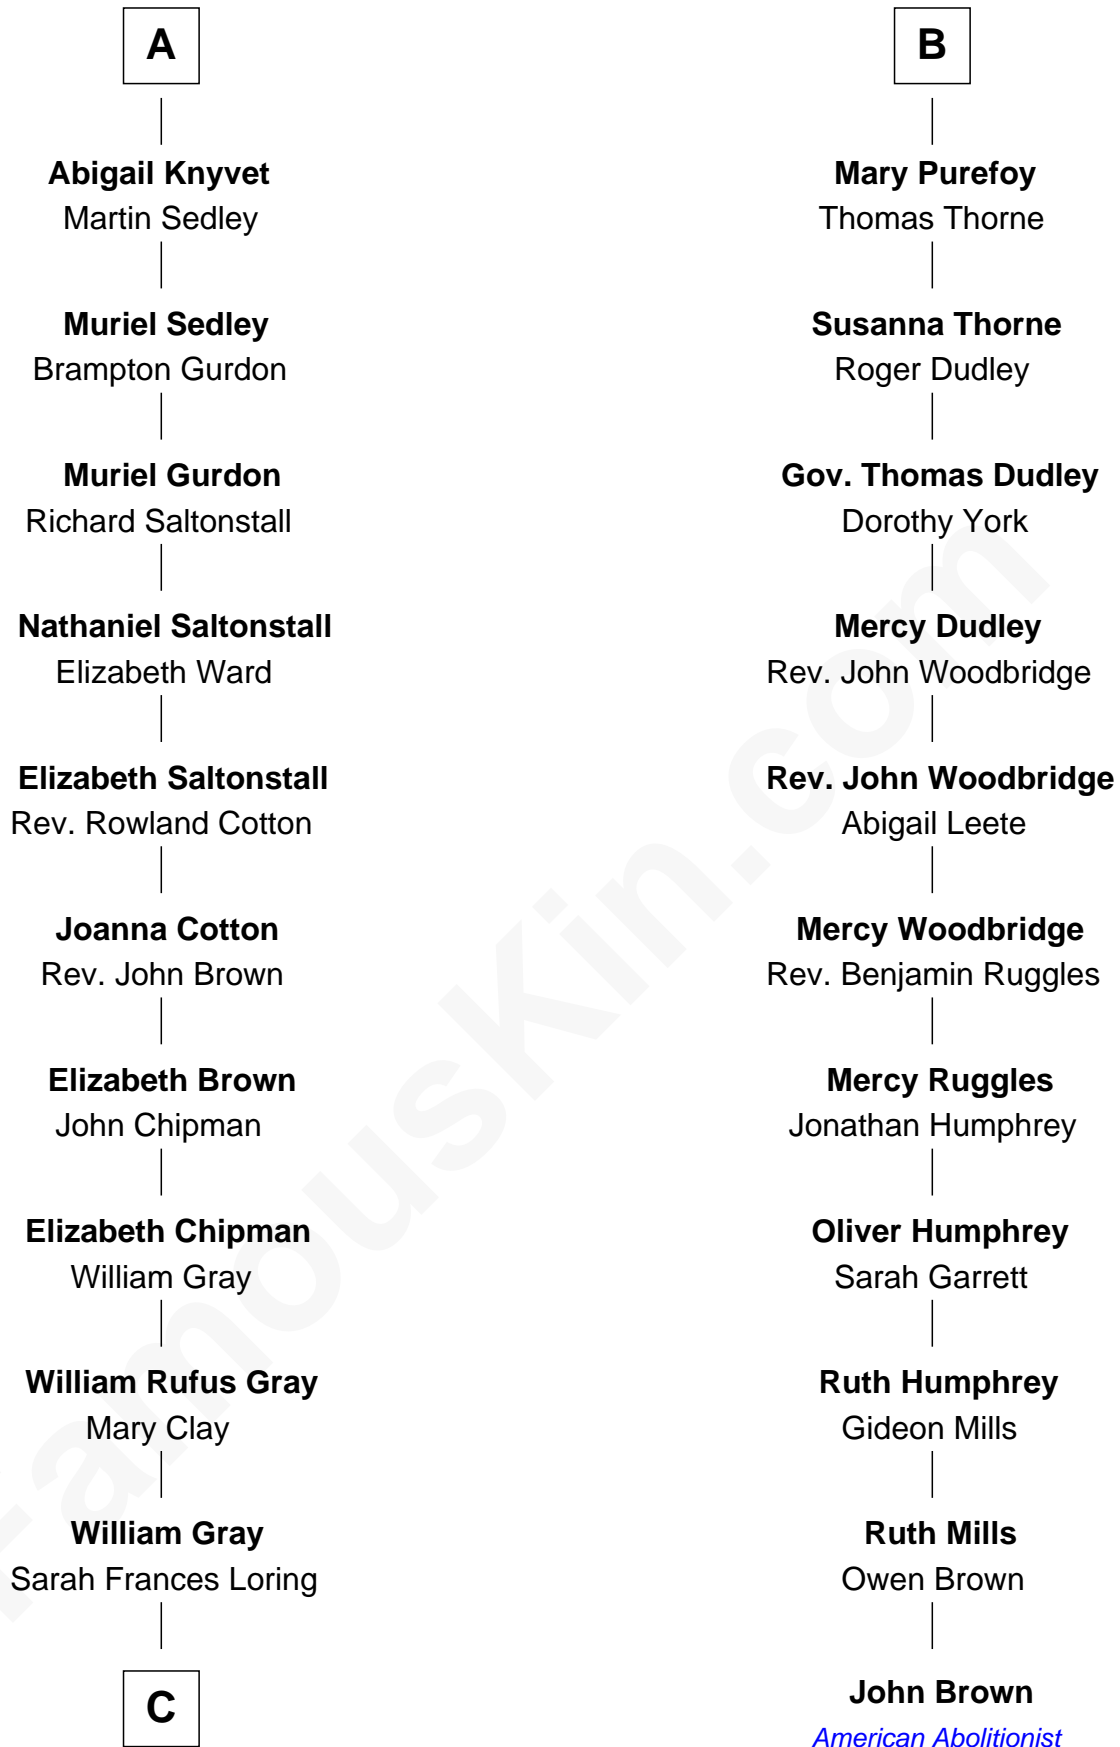 A
Abigail Knyvet
Martin Sedley
Muriel Sedley
Brampton Gurdon
Muriel Gurdon
Richard Saltonstall
Nathaniel Saltonstall
Elizabeth Ward
Elizabeth Saltonstall
Rev. Rowland Cotton
Joanna Cotton
Rev. John Brown
Elizabeth Brown
John Chipman
Elizabeth Chipman
William Gray
William Rufus Gray
Mary Clay
William Gray
Sarah Frances Loring
C
B
Mary Purefoy
Thomas Thorne
Susanna Thorne
Roger Dudley
Gov. Thomas Dudley
Dorothy York
Mercy Dudley
Rev. John Woodbridge
Rev. John Woodbridge
Abigail Leete
Mercy Woodbridge
Rev. Benjamin Ruggles
Mercy Ruggles
Jonathan Humphrey
Oliver Humphrey
Sarah Garrett
Ruth Humphrey
Gideon Mills
Ruth Mills
Owen Brown
John Brown
American Abolitionist
FamousKin.com